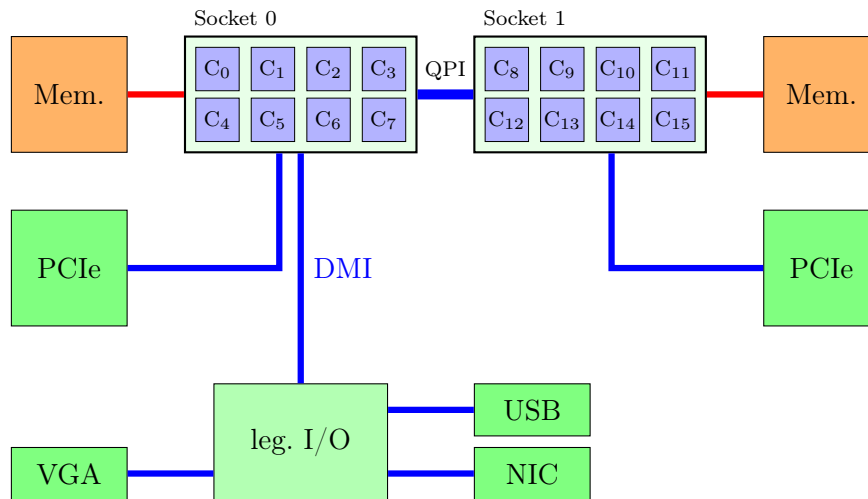 Socket 0
Socket 1
Mem.
C0 C1 C2 C3
QPI
C8 C9 C10 C11
Mem.
C4 C5 C6 C7
C12 C13 C14 C15
PCIe
DMI
PCIe
leg. I/O
USB
VGA
NIC